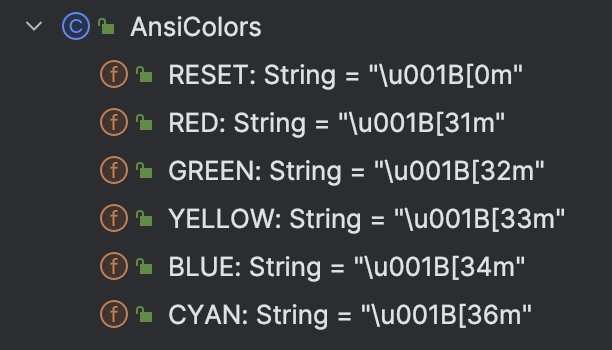 AnsiColors
RESET: String = "\u001B[0m"
RED: String = "\u001B[31m"
GREEN: String = "\u001B[32m"
YELLOW: String = "\u001B[33m"
BLUE: String = "\u001B[34m"
CYAN: String = "\u001B[36m"